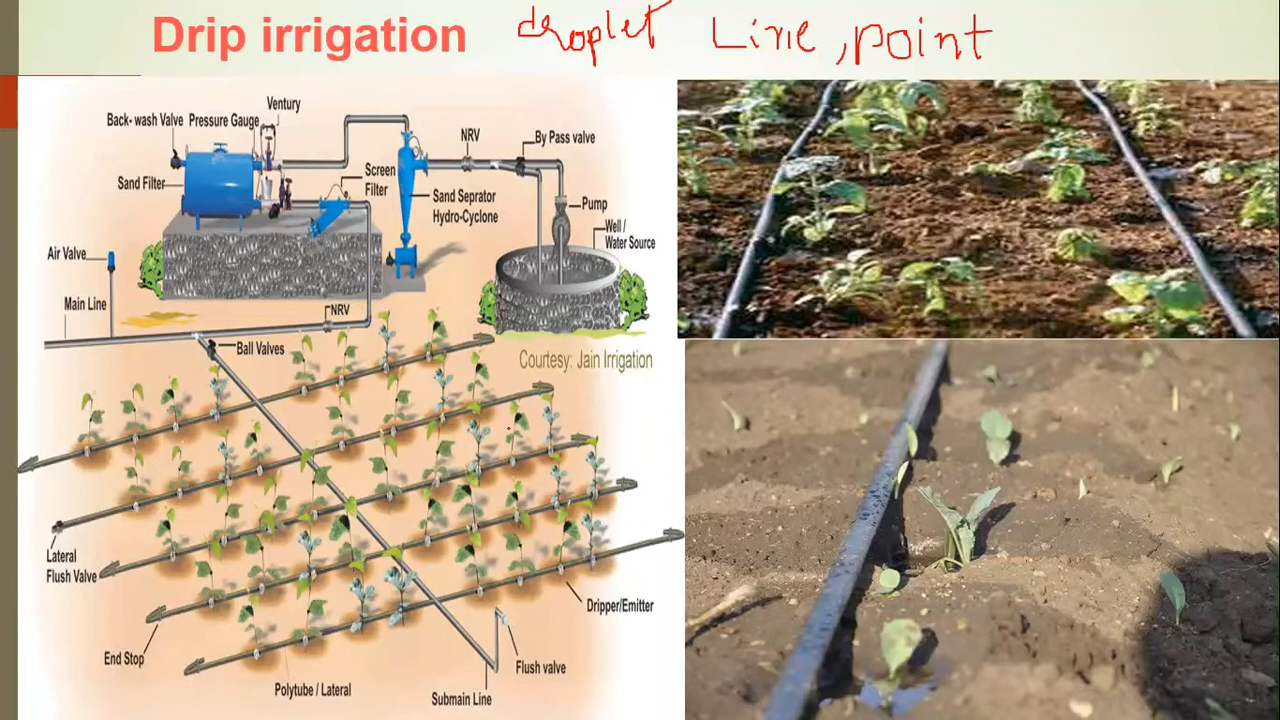 Drip irrigation droplet Line, point
Ventury
Back- wash Valve Pressure Gauge
NRV
By Pass valve
Sand Filter
Screen
Filter
Sand Seprator
Hydro-Cyclone
Pump
Well /
Water Source
Air Valve
Main Line
NRV
Ball Valves
Courtesy: Jain Irrigation
Lateral
Flush Valve
Dripper/Emitter
End Stop
Flush valve
Polytube / Lateral
Submain Line